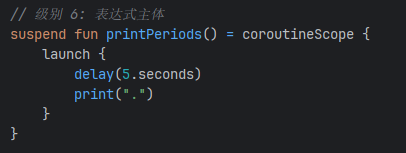 // 级别 6: 表达式主体
suspend fun printPeriods() = coroutineScope {
    launch {
        delay(5.seconds)
        print(".")
    }
}